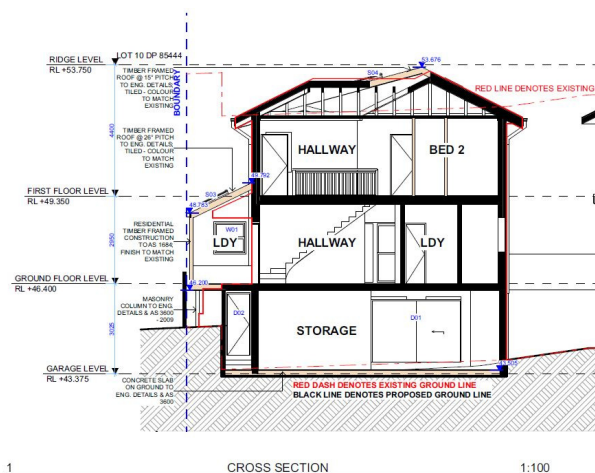 LOT 10 DP 85444
RIDGE LEVEL
RL +53.750
TIMBER FRAMED
ROOF @ 15° PITCH
TO ENG. DETAILS;
TILED - COLOUR
TO MATCH
EXISTING
BOUNDARY
S04
53.676
RED LINE DENOTES EXISTING
4400
TIMBER FRAMED
ROOF @ 26° PITCH
TO ENG. DETAILS;
TILED - COLOUR
TO MATCH
EXISTING
HALLWAY
BED 2
49.792
FIRST FLOOR LEVEL
RL +49.350
S03
48.763
RESIDENTIAL
TIMBER FRAMED
CONSTRUCTION
TO AS 1684;
FINISH TO MATCH
EXISTING
2950
W01
LDY
HALLWAY
LDY
GROUND FLOOR LEVEL
RL +46.400
46.200
MASONRY
COLUMN TO ENG.
DETAILS & AS 3600
- 2009
3025
D02
STORAGE
D01
GARAGE LEVEL
RL +43.375
CONCRETE SLAB
ON GROUND TO
ENG. DETAILS & AS
3600
RED DASH DENOTES EXISTING GROUND LINE
BLACK LINE DENOTES PROPOSED GROUND LINE
1
CROSS SECTION
1:100